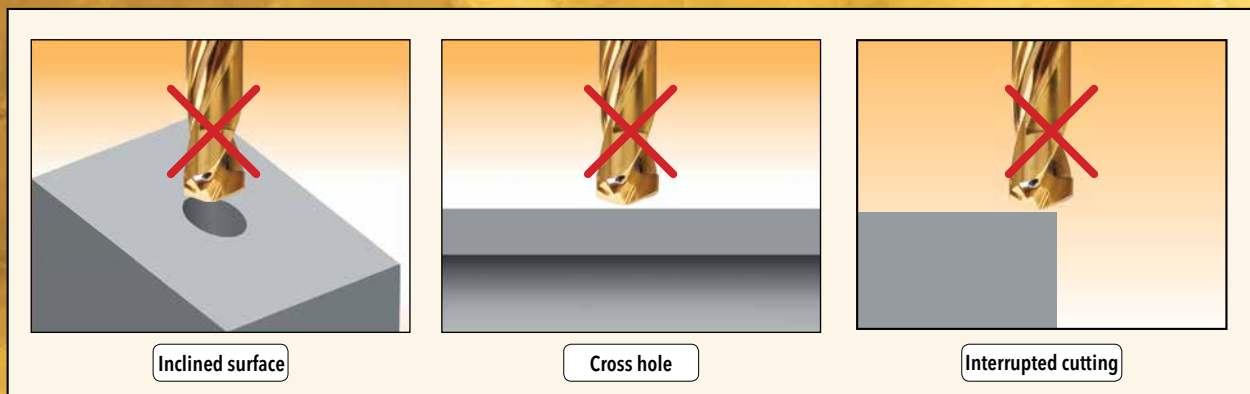 Inclined surface
Cross hole
Interrupted cutting